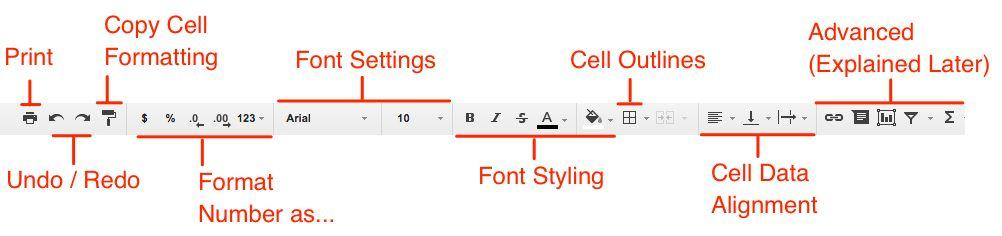 Copy Cell
Formatting
Print
Font Settings
Cell Outlines
Advanced
(Explained Later)
$ % .0 .00 123 Arial 10 B I S A Σ
Undo / Redo
Format
Number as...
Font Styling
Cell Data
Alignment